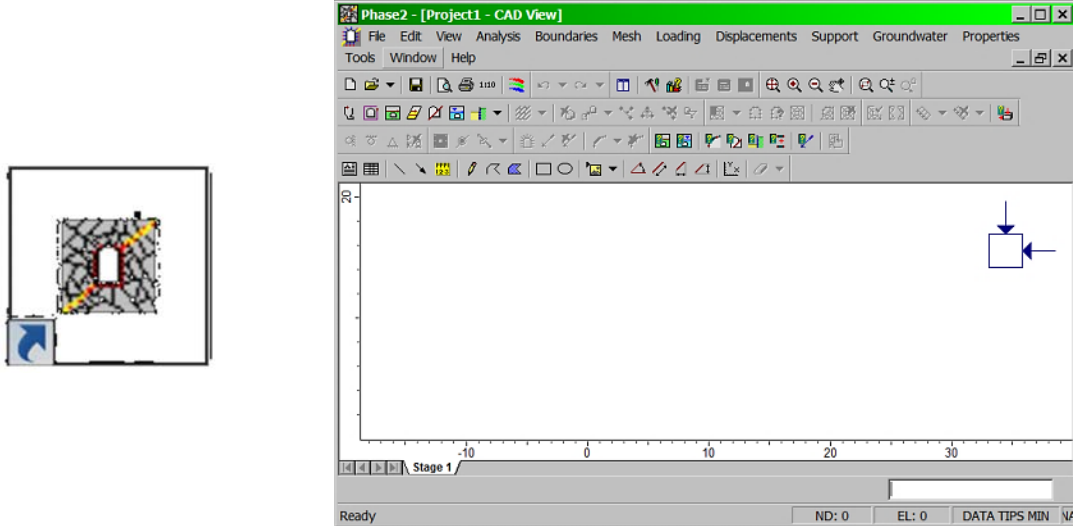 Phase2 - [Project1 - CAD View]
File Edit View Analysis Boundaries Mesh Loading Displacements Support Groundwater Properties
Tools Window Help
1:10
20
-10 0 10 20 30
Stage 1
Ready ND: 0 EL: 0 DATA TIPS MIN